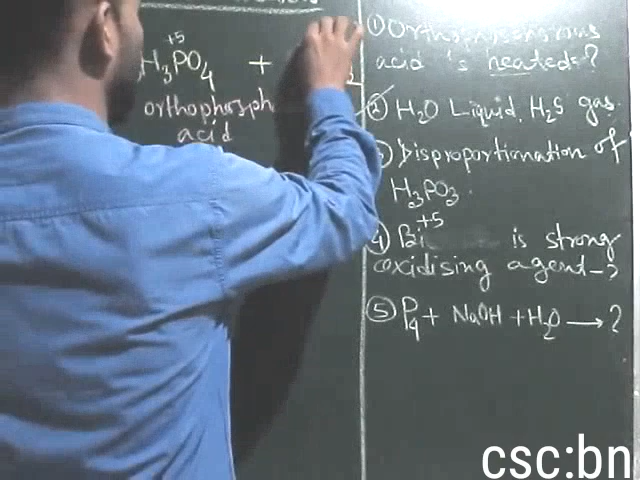 +5
H3PO4 +
orthophosph
acid
① Orthophosphorous
acid is heated?
② H2O Liquid, H2S gas.
③ Disproportionation of
H3PO3.
④ Bi+5 is strong
oxidising agent–?
⑤ P4 + NaOH + H2O → ?
csc:bn